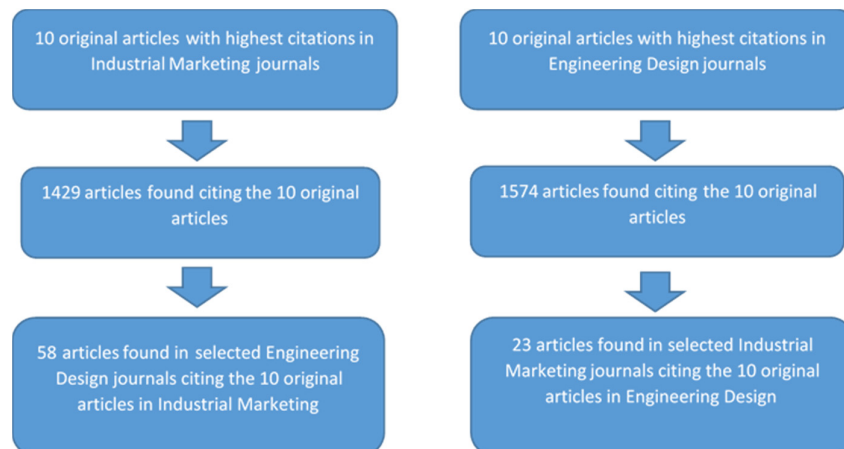 10 original articles with highest citations in
Industrial Marketing journals
1429 articles found citing the 10 original
articles
58 articles found in selected Engineering
Design journals citing the 10 original
articles in Industrial Marketing
10 original articles with highest citations in
Engineering Design journals
1574 articles found citing the 10 original
articles
23 articles found in selected Industrial
Marketing journals citing the 10 original
articles in Engineering Design